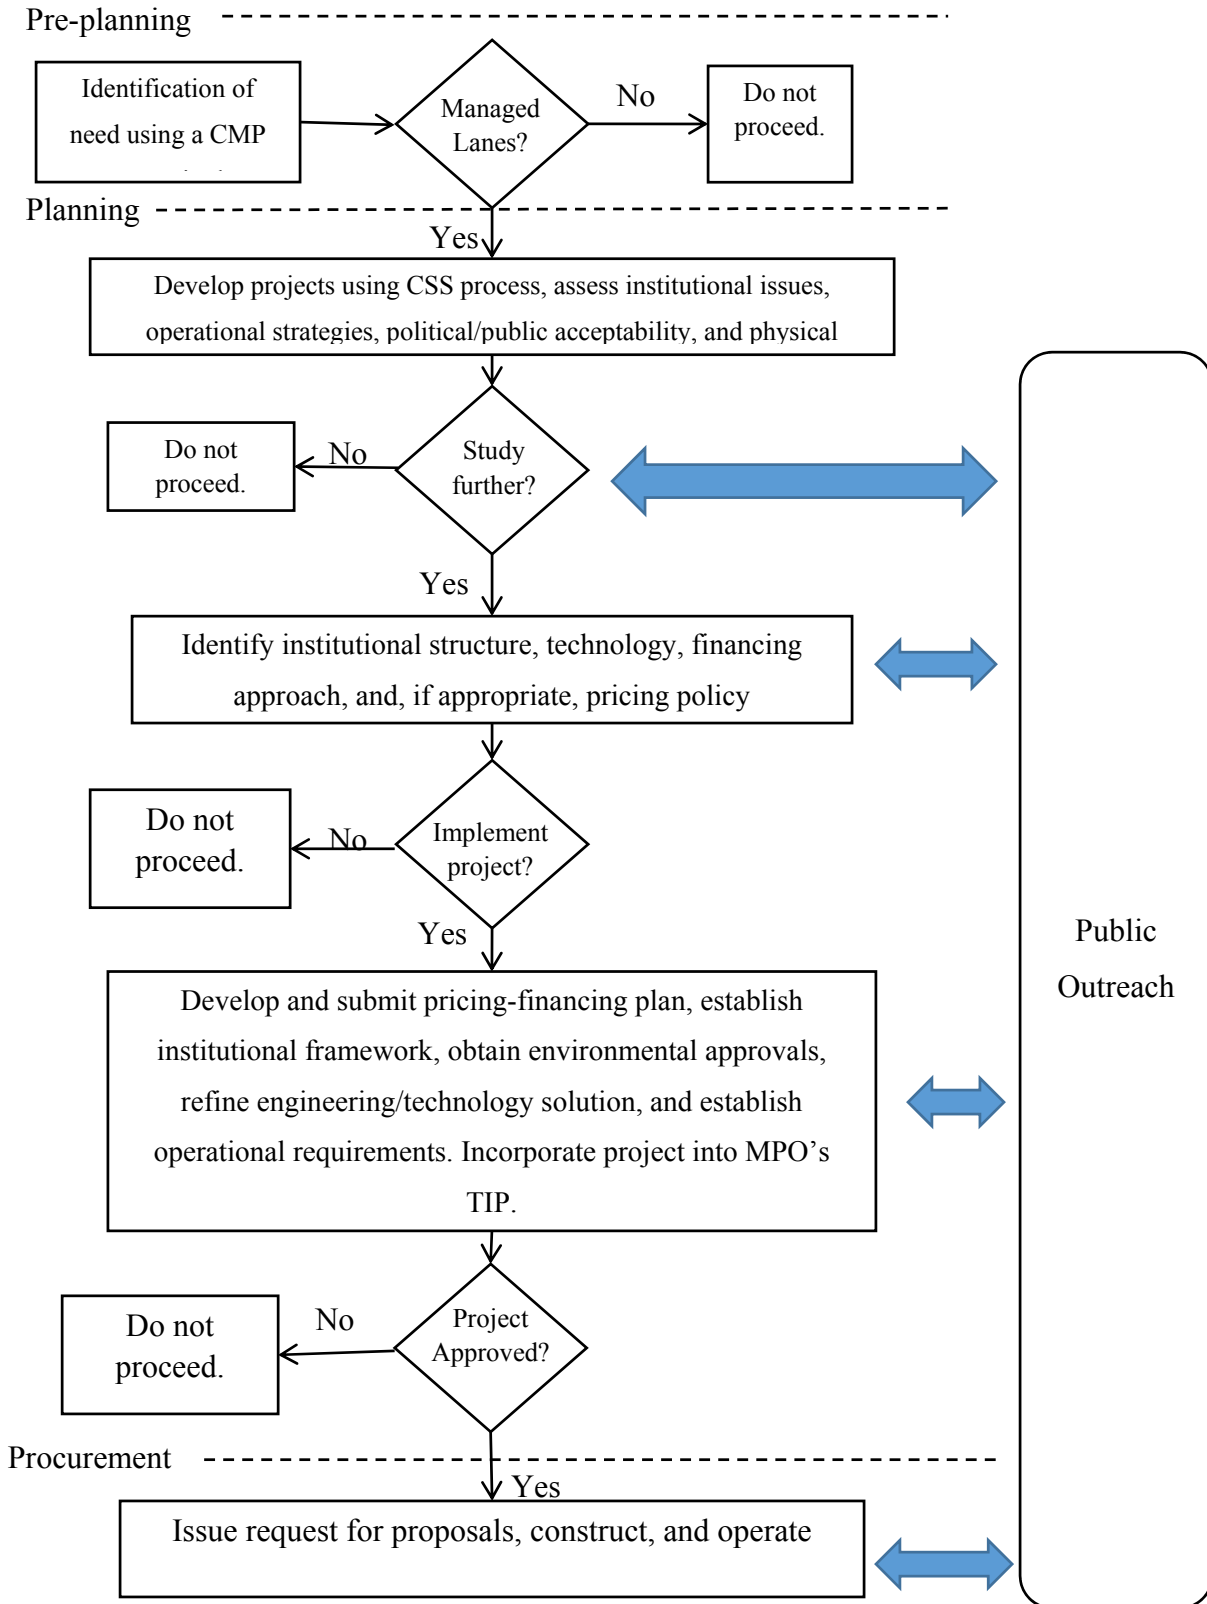 Pre-planning
Identification of
need using a CMP
Managed
Lanes?
No
Do not
proceed.
Planning
Yes
Develop projects using CSS process, assess institutional issues,
operational strategies, political/public acceptability, and physical
Do not
proceed.
No
Study
further?
Yes
Identify institutional structure, technology, financing
approach, and, if appropriate, pricing policy
Do not
proceed.
No
Implement
project?
Yes
Public
Outreach
Develop and submit pricing-financing plan, establish
institutional framework, obtain environmental approvals,
refine engineering/technology solution, and establish
operational requirements. Incorporate project into MPO’s
TIP.
Do not
proceed.
No
Project
Approved?
Procurement
Yes
Issue request for proposals, construct, and operate